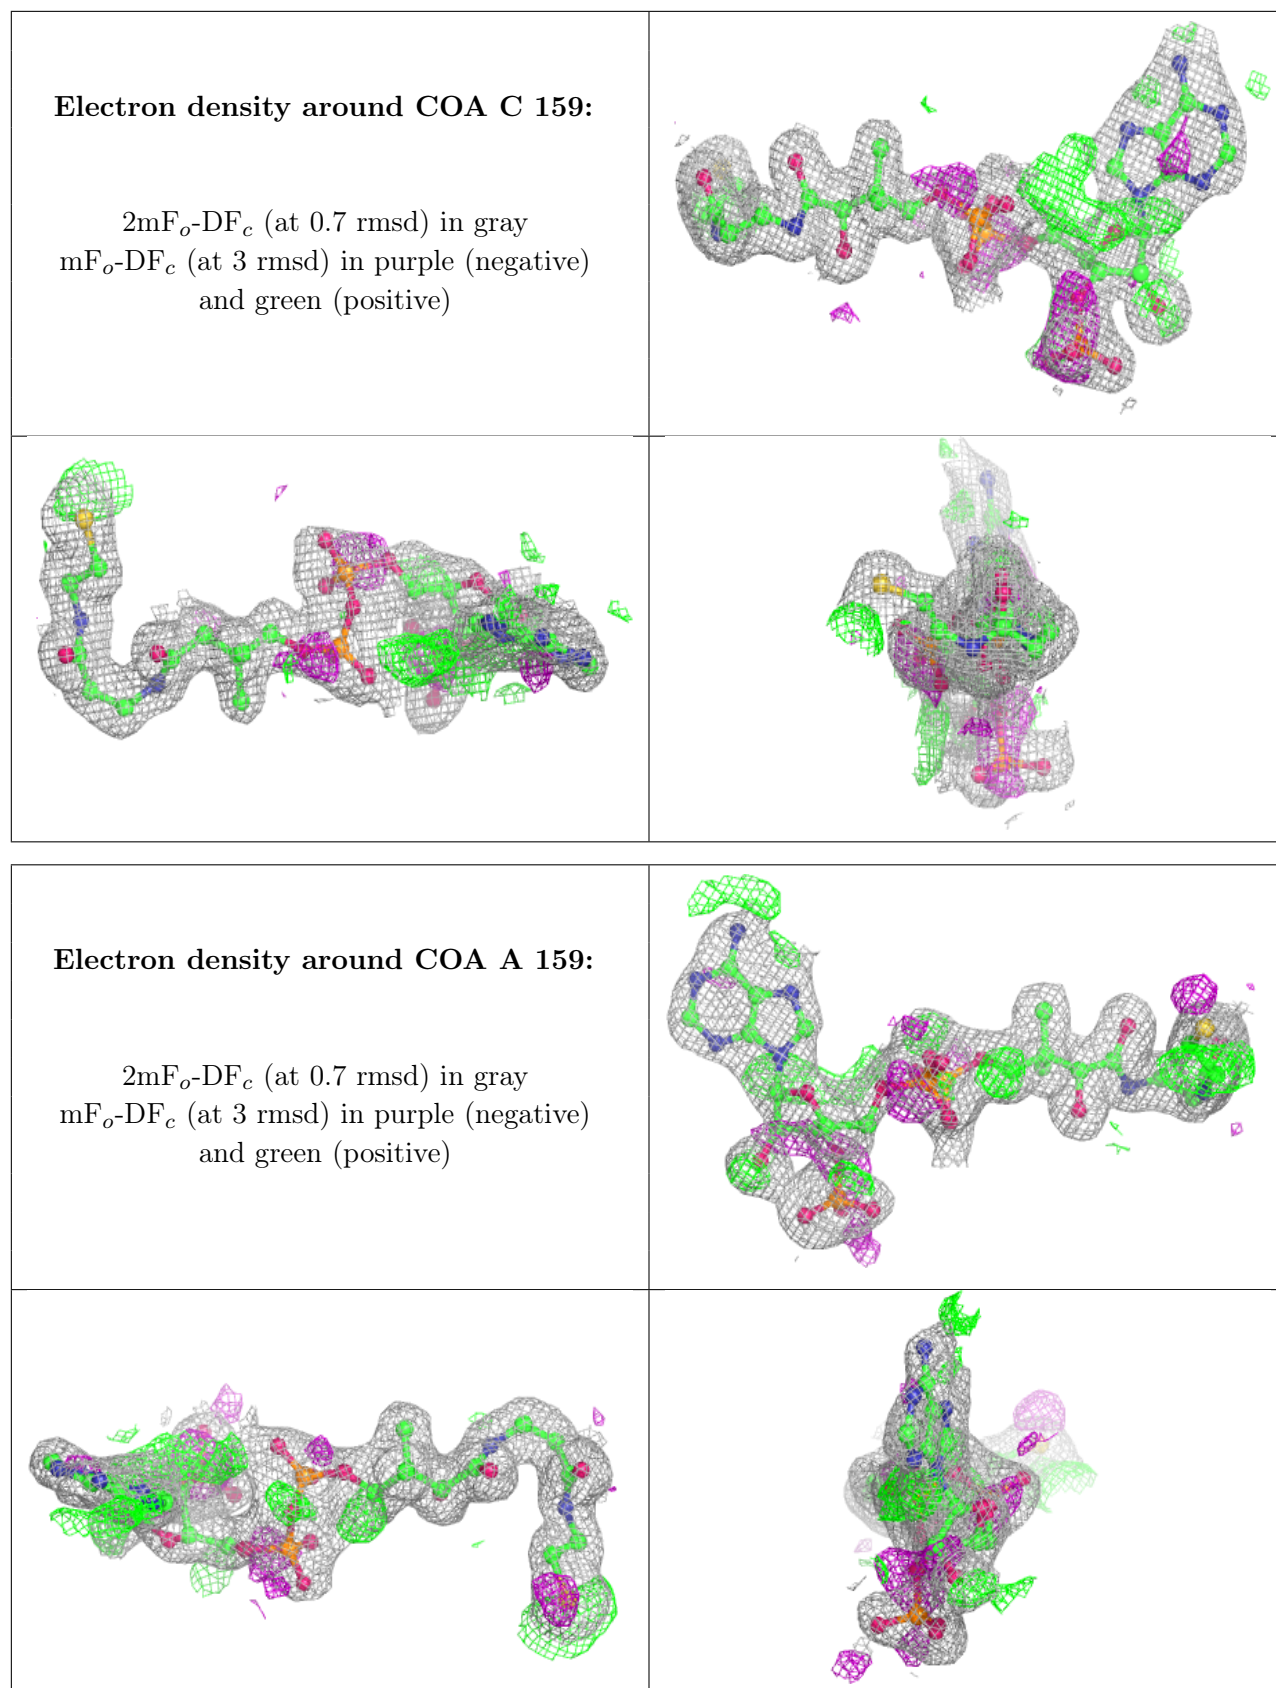 Electron density around COA C 159:
2mFo-DFc (at 0.7 rmsd) in gray
mFo-DFc (at 3 rmsd) in purple (negative)
and green (positive)
Electron density around COA A 159:
2mFo-DFc (at 0.7 rmsd) in gray
mFo-DFc (at 3 rmsd) in purple (negative)
and green (positive)